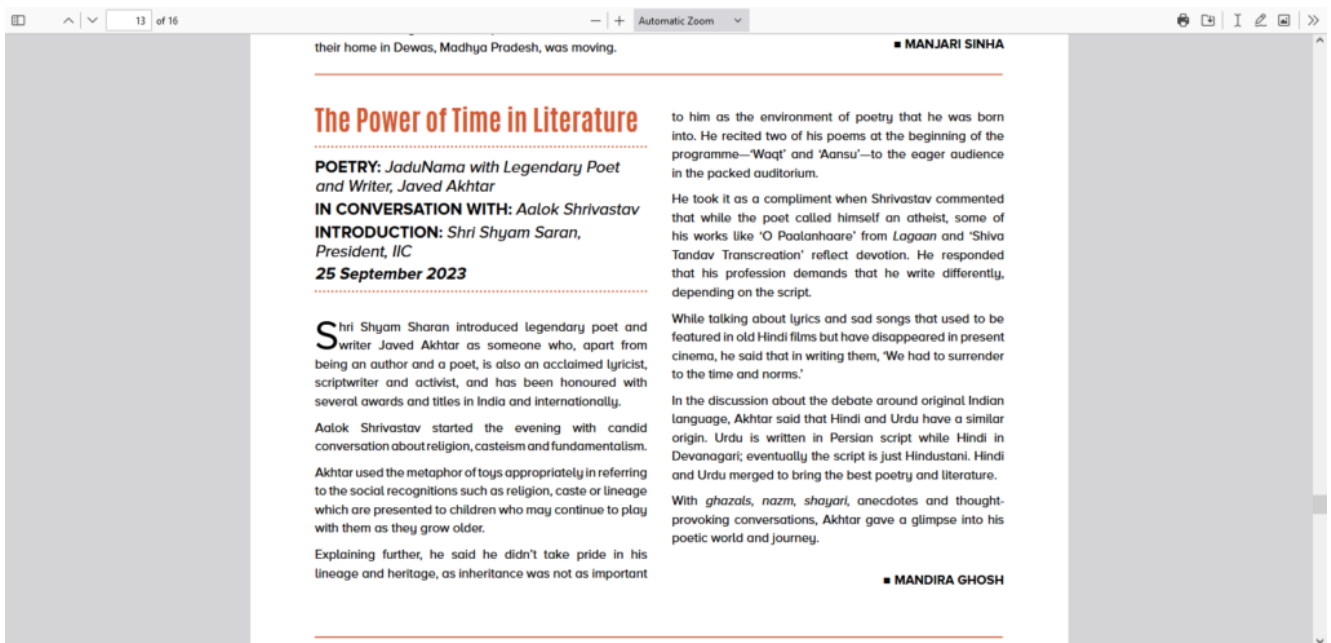 13 of 16
Automatic Zoom
their home in Dewas, Madhya Pradesh, was moving.
■ MANJARI SINHA
The Power of Time in Literature
POETRY: JaduNama with Legendary Poet
and Writer, Javed Akhtar
IN CONVERSATION WITH: Aalok Shrivastav
INTRODUCTION: Shri Shyam Saran,
President, IIC
25 September 2023
Shri Shyam Sharan introduced legendary poet and
writer Javed Akhtar as someone who, apart from
being an author and a poet, is also an acclaimed lyricist,
scriptwriter and activist, and has been honoured with
several awards and titles in India and internationally.
Aalok Shrivastav started the evening with candid
conversation about religion, casteism and fundamentalism.
Akhtar used the metaphor of toys appropriately in referring
to the social recognitions such as religion, caste or lineage
which are presented to children who may continue to play
with them as they grow older.
Explaining further, he said he didn't take pride in his
lineage and heritage, as inheritance was not as important
to him as the environment of poetry that he was born
into. He recited two of his poems at the beginning of the
programme—'Waqt' and 'Aansu'—to the eager audience
in the packed auditorium.
He took it as a compliment when Shrivastav commented
that while the poet called himself an atheist, some of
his works like 'O Paalanhaare' from Lagaan and 'Shiva
Tandav Transcreation' reflect devotion. He responded
that his profession demands that he write differently,
depending on the script.
While talking about lyrics and sad songs that used to be
featured in old Hindi films but have disappeared in present
cinema, he said that in writing them, 'We had to surrender
to the time and norms.'
In the discussion about the debate around original Indian
language, Akhtar said that Hindi and Urdu have a similar
origin. Urdu is written in Persian script while Hindi in
Devanagari; eventually the script is just Hindustani. Hindi
and Urdu merged to bring the best poetry and literature.
With ghazals, nazm, shayari, anecdotes and thought-
provoking conversations, Akhtar gave a glimpse into his
poetic world and journey.
■ MANDIRA GHOSH